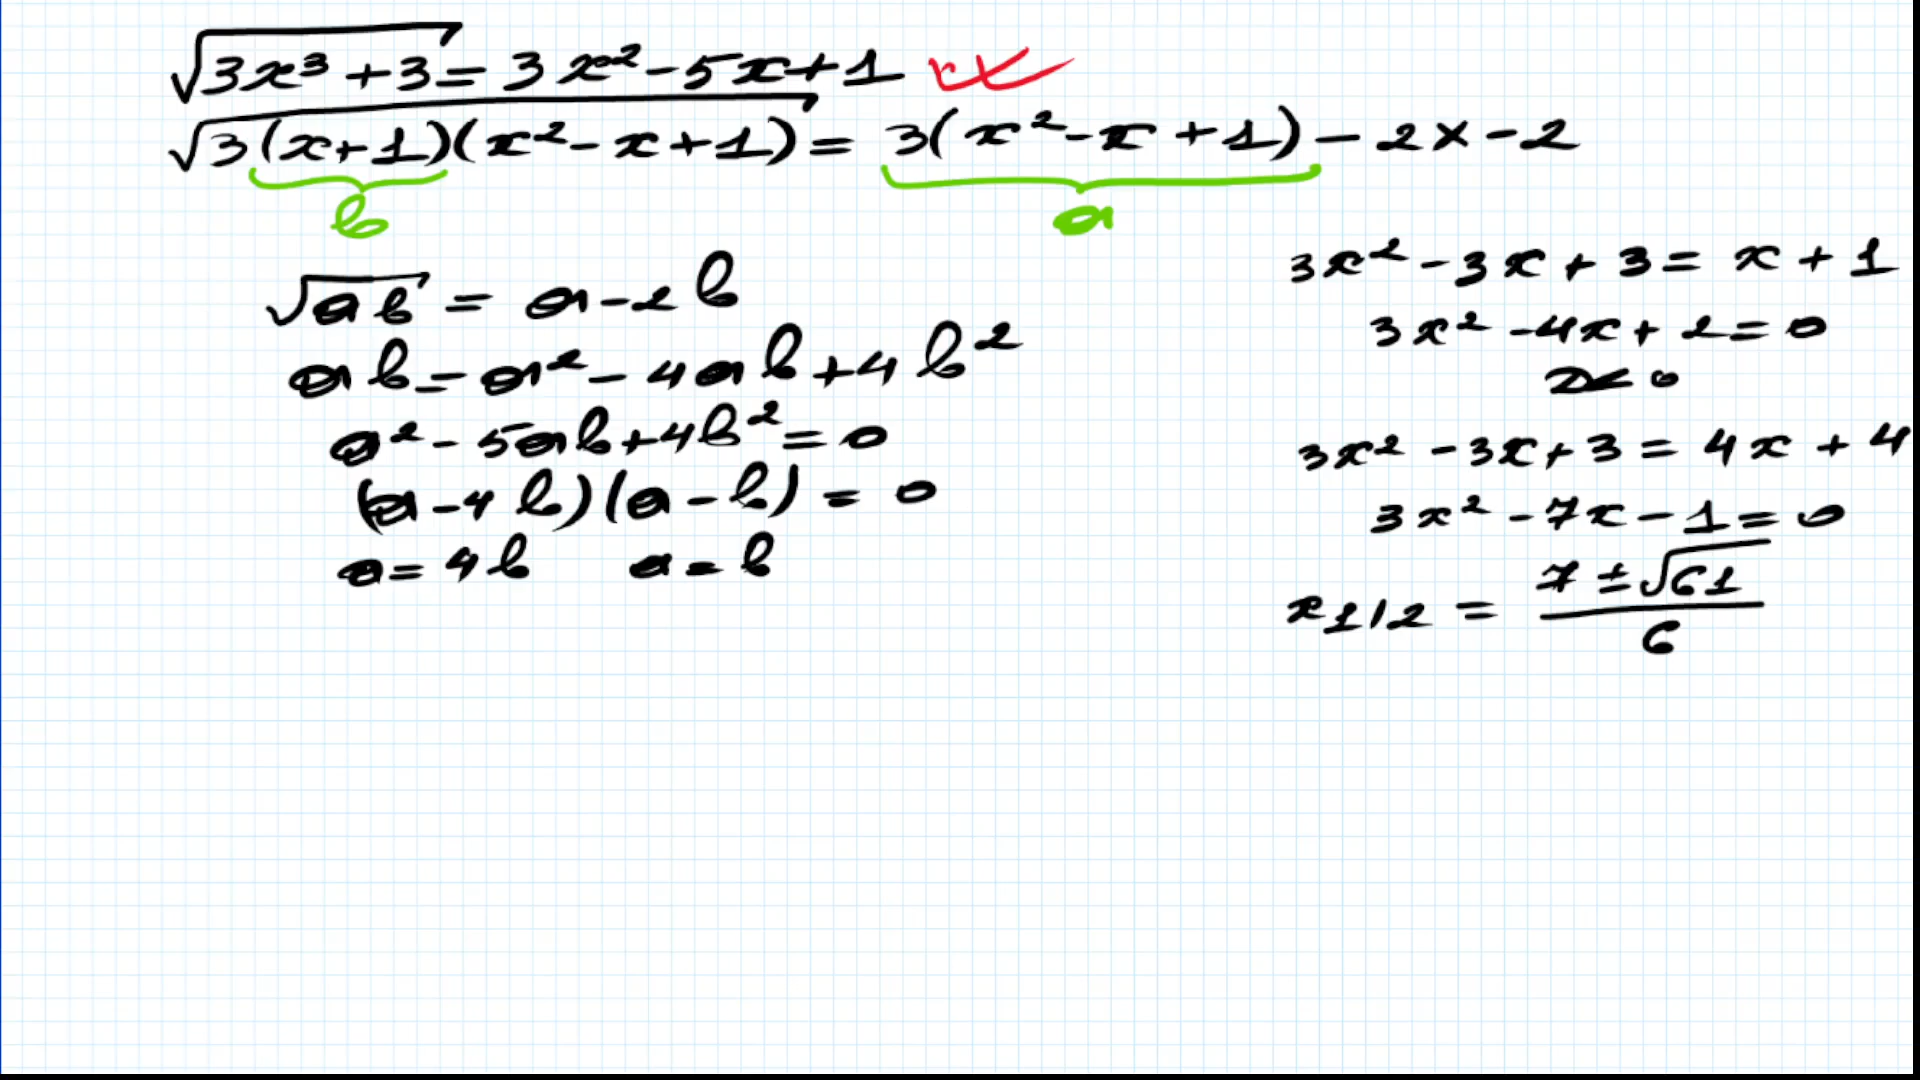 √(3x³ + 3) = 3x² - 5x + 1
√(3(x+1)(x² - x + 1)) = 3(x² - x + 1) - 2x - 2
b a
√(ab) = a - 2b
ab = a² - 4ab + 4b²
a² - 5ab + 4b² = 0
(a - 4b)(a - b) = 0
a = 4b a = b
3x² - 3x + 3 = x + 1
3x² - 4x + 2 = 0
D < 0
3x² - 3x + 3 = 4x + 4
3x² - 7x - 1 = 0
x1,2 = (7 ± √61)/6